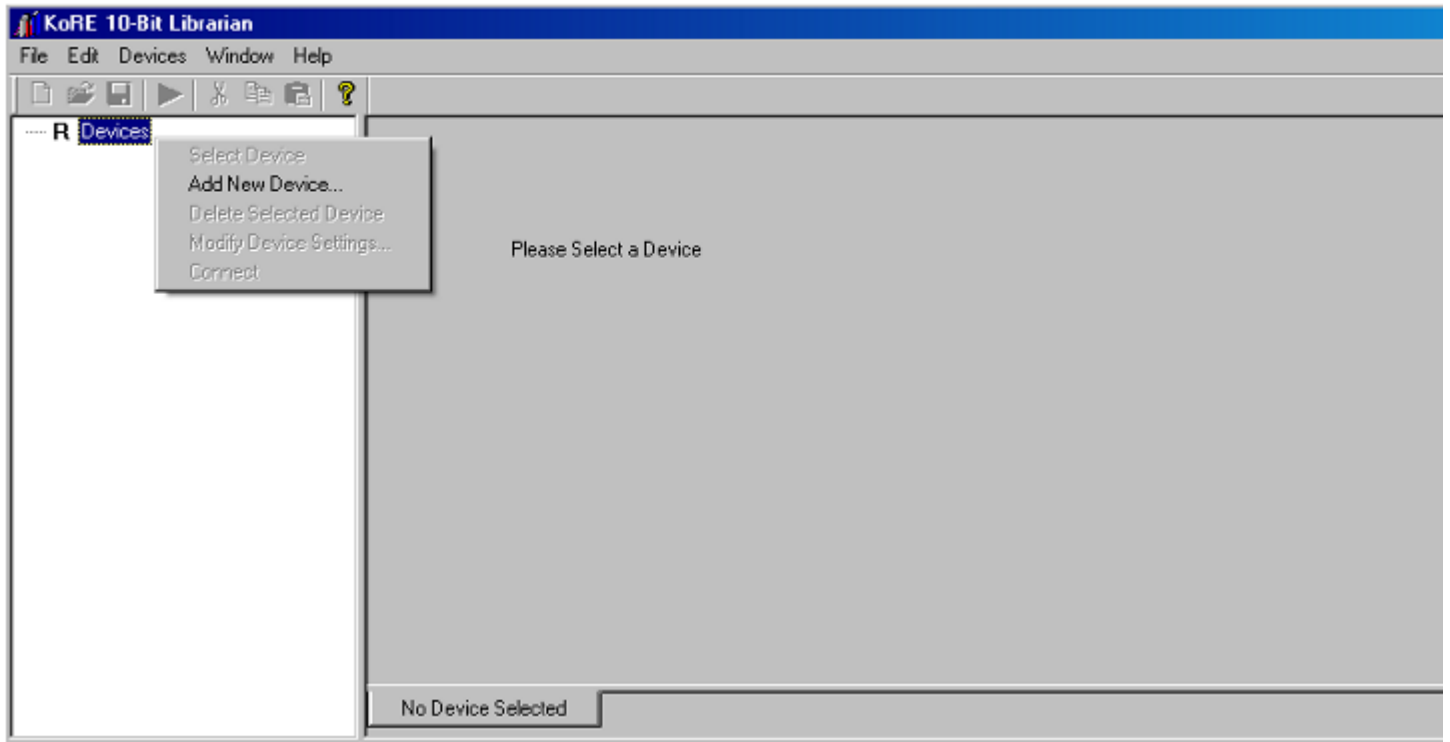 KoRE 10-Bit Librarian
File Edit Devices Window Help
R Devices
Select Device
Add New Device...
Delete Selected Device
Modify Device Settings...
Connect
Please Select a Device
No Device Selected